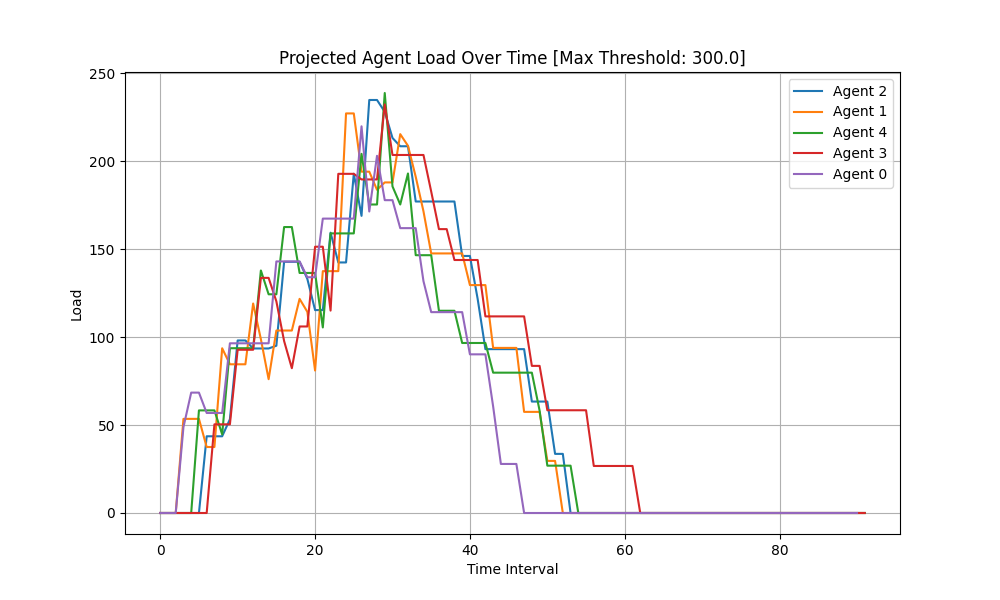 Projected Agent Load Over Time [Max Threshold: 300.0]
250
200
150
100
50
0
Load
0 20 40 60 80
Time Interval
Agent 2
Agent 1
Agent 4
Agent 3
Agent 0